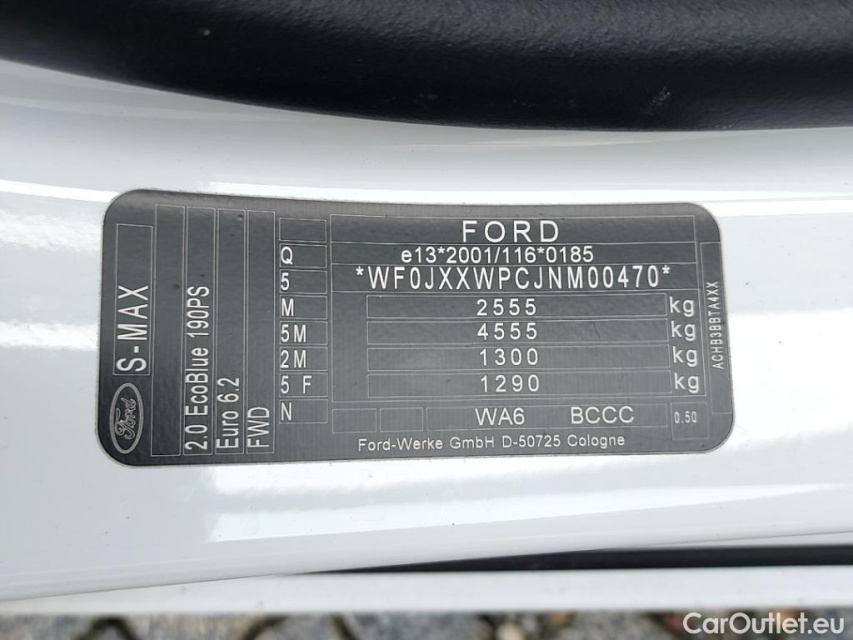 FORD
e13*2001/116*0185
*WF0JXXWPCJNM00470*
2555 kg
4555 kg
1300 kg
1290 kg
WA6 BCCC 0.50
Ford-Werke GmbH D-50725 Cologne
Q
5
M
5M
2M
5 F
N
S-MAX
Ford
2.0 EcoBlue 190PS
Euro 6.2
FWD
ACHB3BBTA4XX
CarOutlet.eu